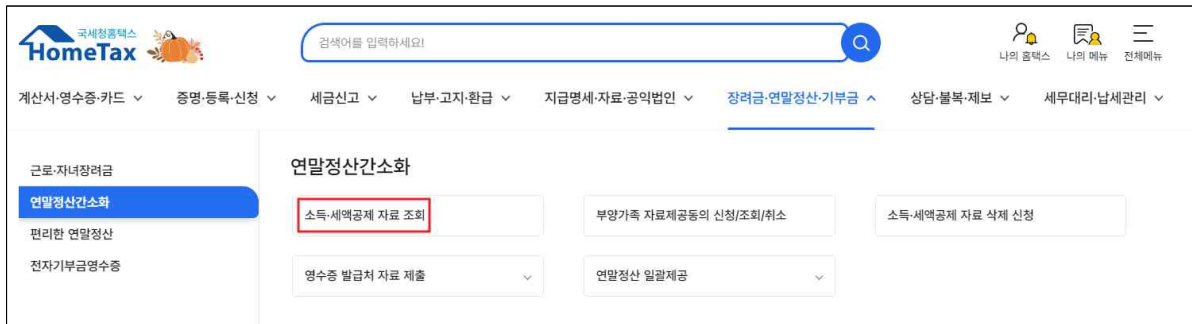 국세청홈택스
HomeTax
검색어를 입력하세요!
나의 홈택스 나의 메뉴 전체메뉴
계산서·영수증·카드 증명·등록·신청 세금신고 납부·고지·환급 지급명세·자료·공익법인 장려금·연말정산·기부금 상담·불복·제보 세무대리·납세관리
근로·자녀장려금
연말정산간소화
편리한 연말정산
전자기부금영수증
연말정산간소화
소득·세액공제 자료 조회 부양가족 자료제공동의 신청/조회/취소 소득·세액공제 자료 삭제 신청
영수증 발급처 자료 제출 연말정산 일괄제공